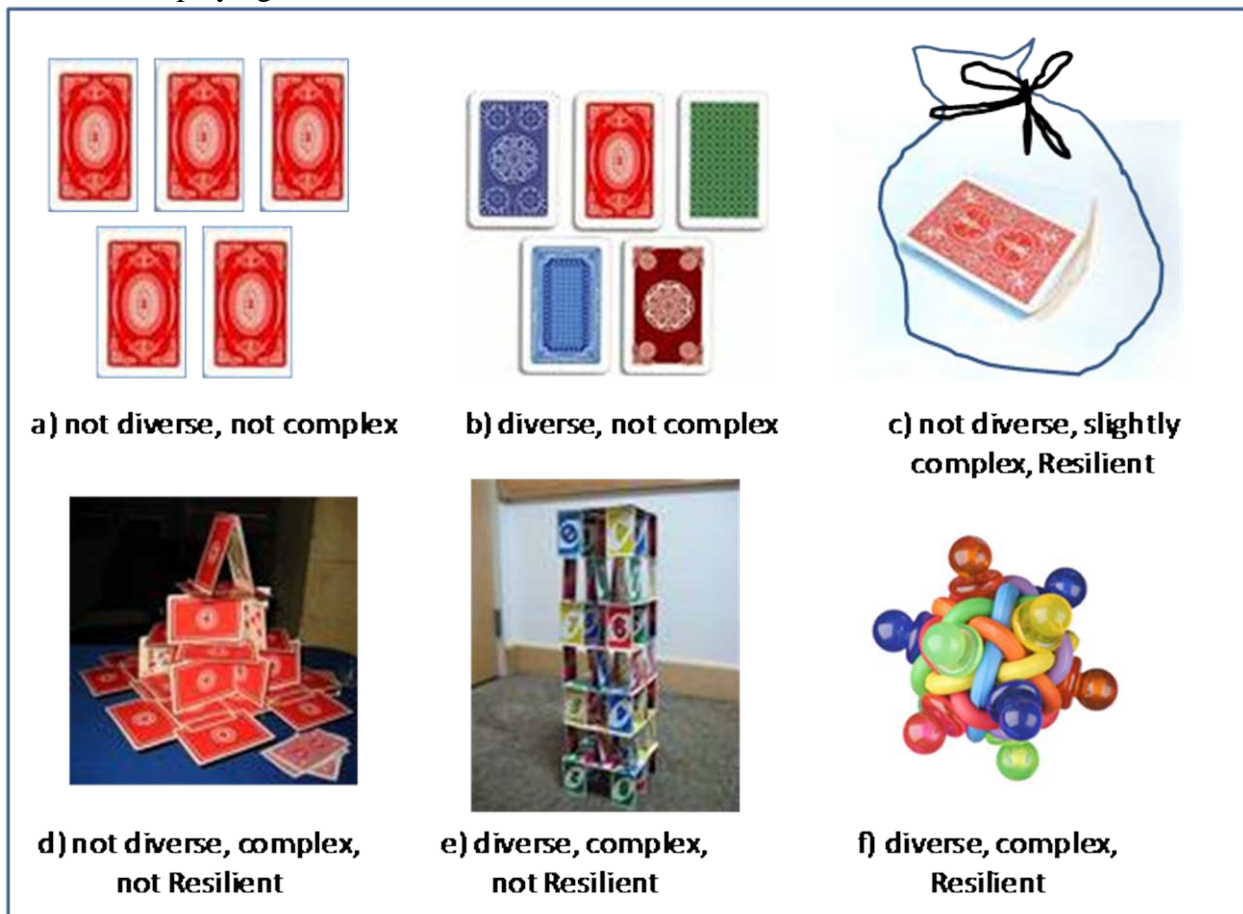 a) not diverse, not complex
b) diverse, not complex
c) not diverse, slightly
complex, Resilient
d) not diverse, complex,
not Resilient
e) diverse, complex,
not Resilient
f) diverse, complex,
Resilient